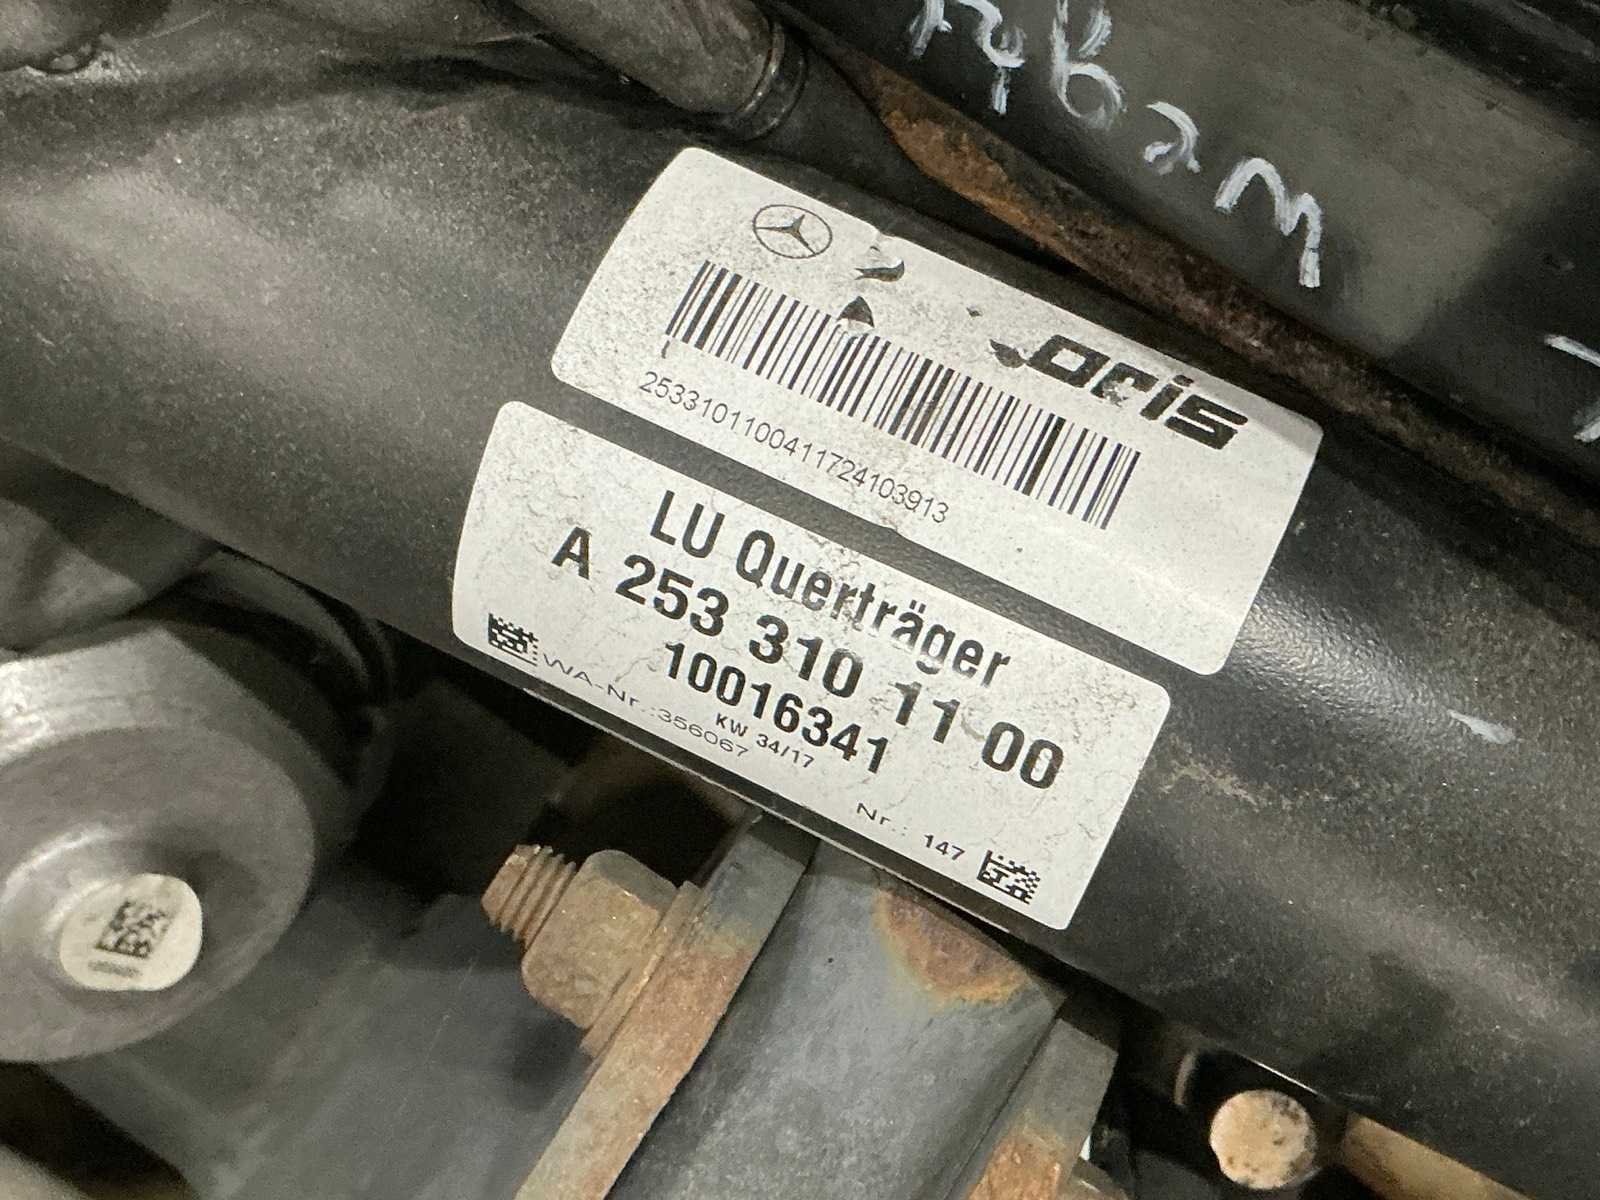 oris
2533101100411724103913
LU Querträger
A 253 310 11 00
10016341
KW 34/17
WA-Nr.:356067
Nr.: 147